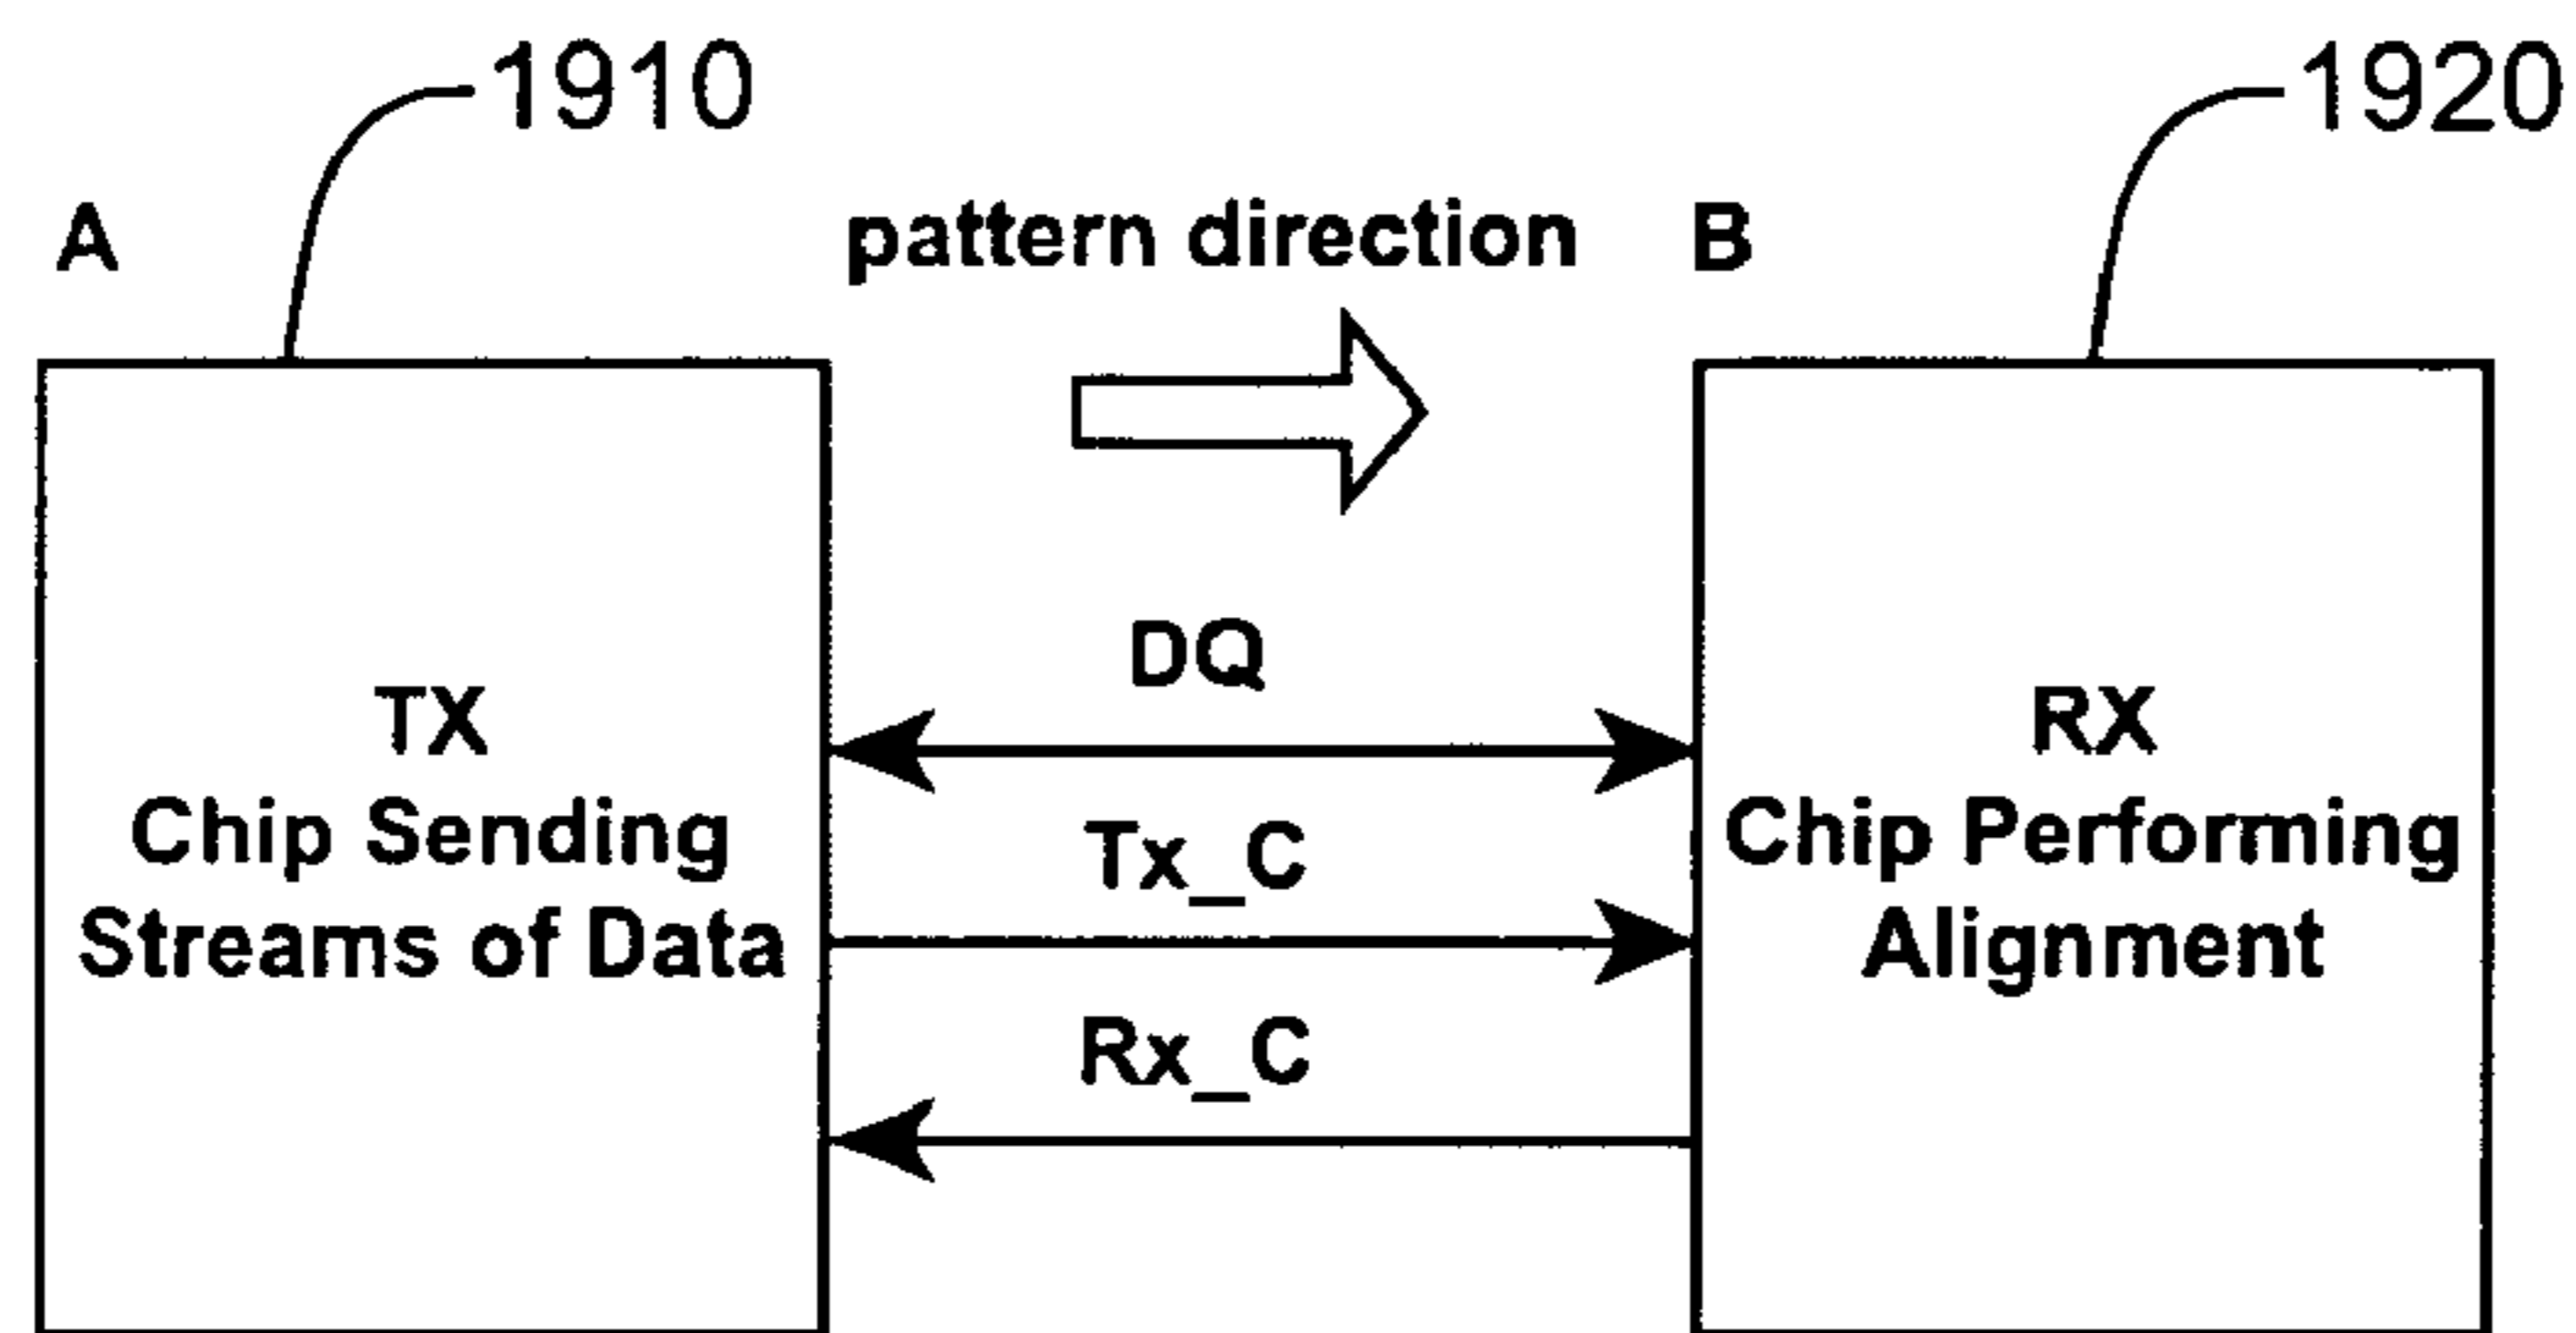 1910
1920
A
pattern direction
B
DQ
TX
Chip Sending
Streams of Data
Tx_C
Rx_C
RX
Chip Performing
Alignment